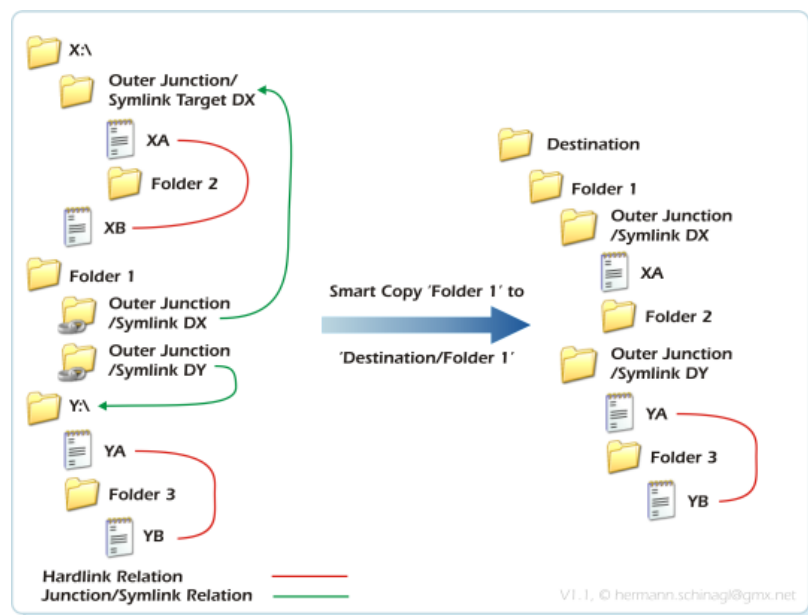 X:\
Outer Junction/
Symlink Target DX
XA
Folder 2
XB
Folder 1
Outer Junction
/Symlink DX
Outer Junction
/Symlink DY
Y:\
YA
Folder 3
YB
Hardlink Relation
Junction/Symlink Relation
Smart Copy 'Folder 1' to
'Destination/Folder 1'
Destination
Folder 1
Outer Junction
/Symlink DX
XA
Folder 2
Outer Junction
/Symlink DY
YA
Folder 3
YB
V1.1, © hermann.schinagl@gmx.net